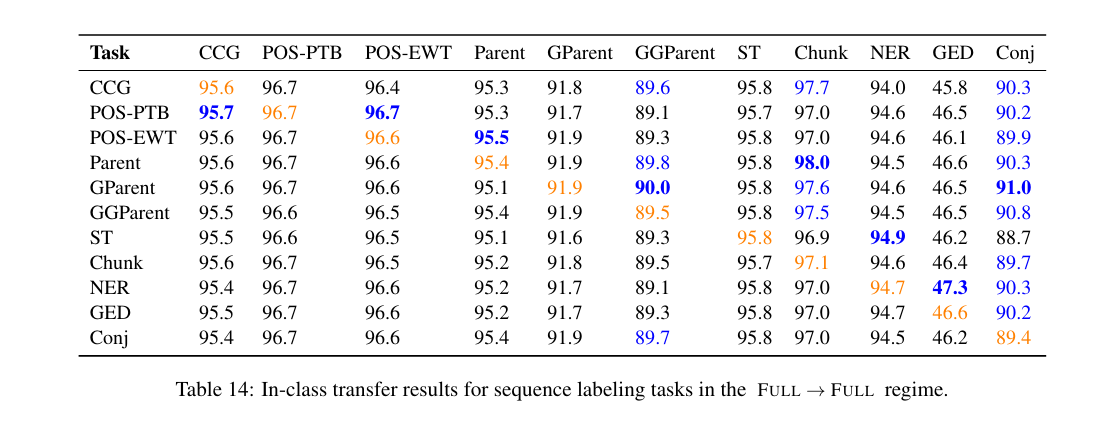 Task CCG POS-PTB POS-EWT Parent GParent GGParent ST Chunk NER GED Conj
CCG 95.6 96.7 96.4 95.3 91.8 89.6 95.8 97.7 94.0 45.8 90.3
POS-PTB 95.7 96.7 96.7 95.3 91.7 89.1 95.7 97.0 94.6 46.5 90.2
POS-EWT 95.6 96.7 96.6 95.5 91.9 89.3 95.8 97.0 94.6 46.1 89.9
Parent 95.6 96.7 96.6 95.4 91.9 89.8 95.8 98.0 94.5 46.6 90.3
GParent 95.6 96.7 96.6 95.1 91.9 90.0 95.8 97.6 94.6 46.5 91.0
GGParent 95.5 96.6 96.5 95.4 91.9 89.5 95.8 97.5 94.5 46.5 90.8
ST 95.5 96.6 96.5 95.1 91.6 89.3 95.8 96.9 94.9 46.2 88.7
Chunk 95.6 96.7 96.5 95.2 91.8 89.5 95.7 97.1 94.6 46.4 89.7
NER 95.4 96.7 96.6 95.2 91.7 89.1 95.8 97.0 94.7 47.3 90.3
GED 95.5 96.7 96.6 95.2 91.7 89.3 95.8 97.0 94.7 46.6 90.2
Conj 95.4 96.7 96.6 95.4 91.9 89.7 95.8 97.0 94.5 46.2 89.4
Table 14: In-class transfer results for sequence labeling tasks in the FULL → FULL regime.